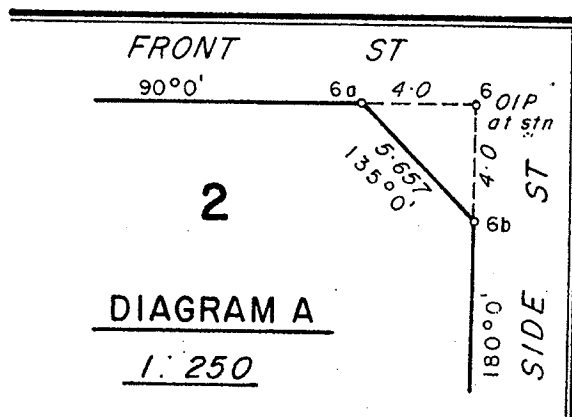 FRONT ST
90°0'
6a 4·0 6
OIP
at stn
4·0
5·657
135°0'
ST
2
6b
DIAGRAM A
1:250
180°0'
SIDE